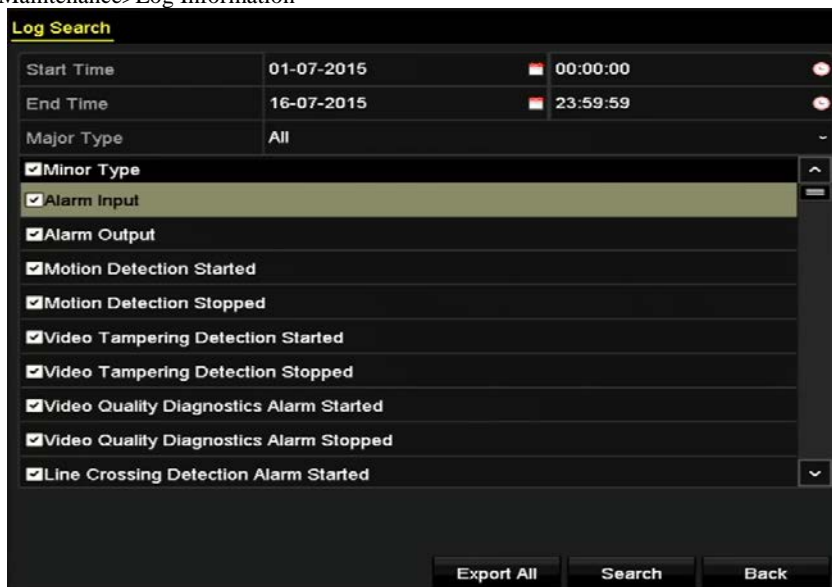 Maintenance>Log Information
Log Search
Start Time 01-07-2015 00:00:00
End Time 16-07-2015 23:59:59
Major Type All
Minor Type
Alarm Input
Alarm Output
Motion Detection Started
Motion Detection Stopped
Video Tampering Detection Started
Video Tampering Detection Stopped
Video Quality Diagnostics Alarm Started
Video Quality Diagnostics Alarm Stopped
Line Crossing Detection Alarm Started
Export All Search Back